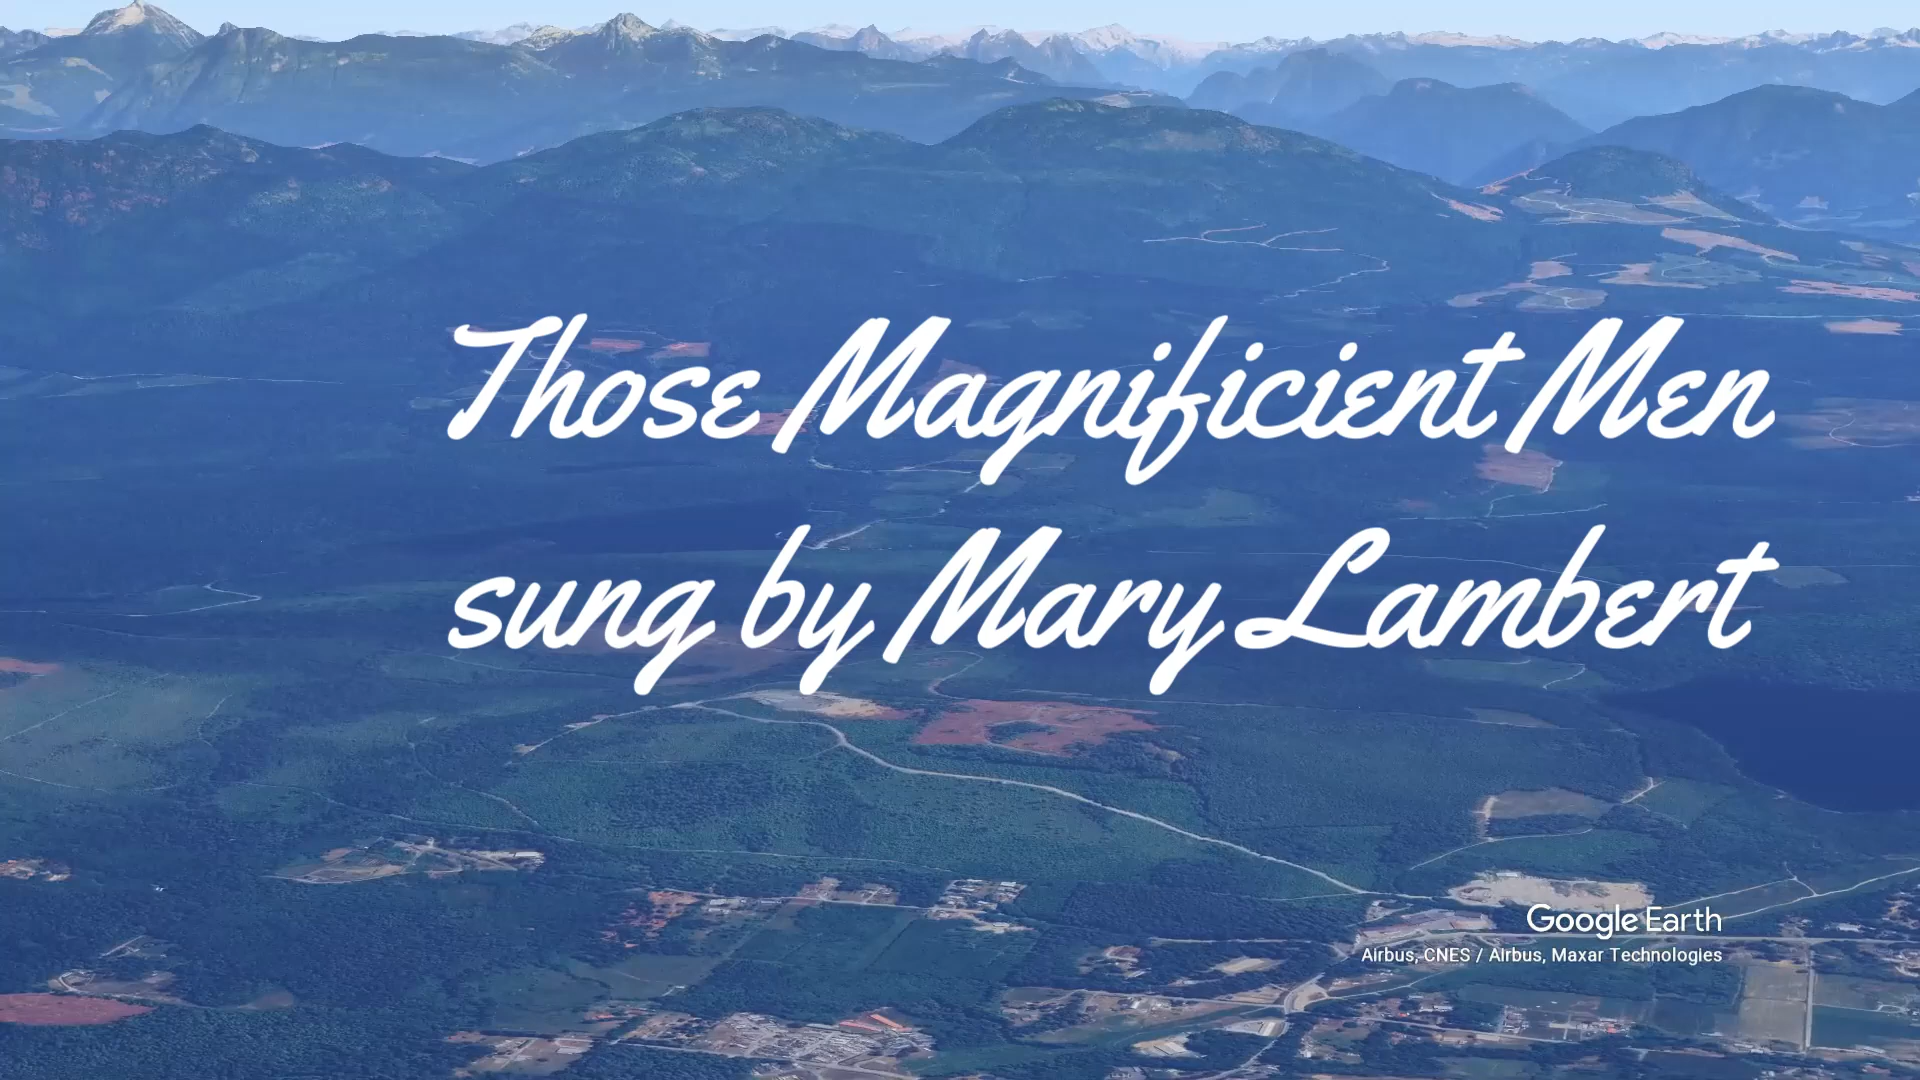 Those Magnificient Men
sung by Mary Lambert
Google Earth
Airbus, CNES / Airbus, Maxar Technologies